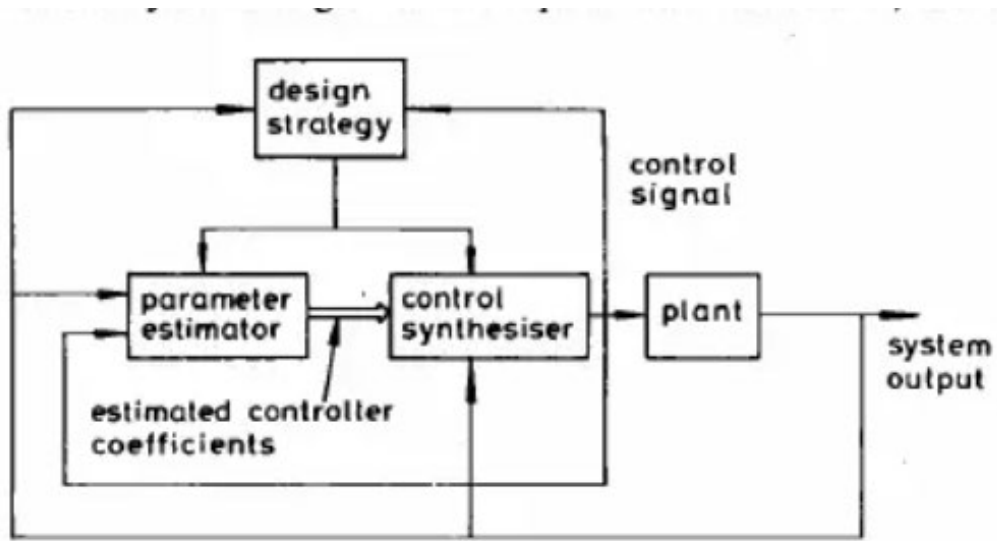 design
strategy
control
signal
parameter
estimator
control
synthesiser
plant
system
output
estimated controller
coefficients